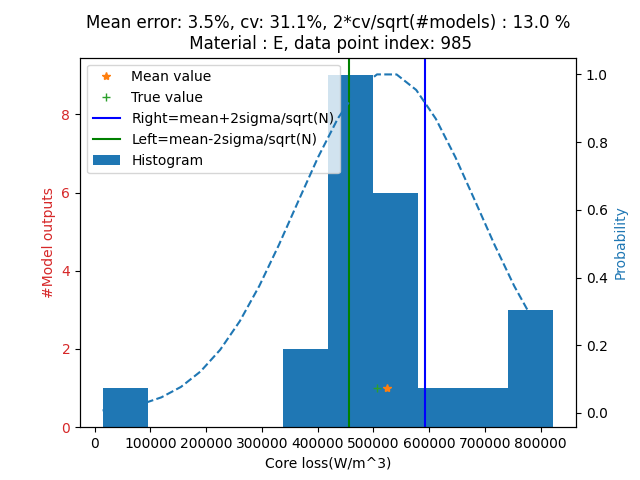 Mean error: 3.5%, cv: 31.1%, 2*cv/sqrt(#models) : 13.0 %
Material : E, data point index: 985
Mean value
True value
Right=mean+2sigma/sqrt(N)
Left=mean-2sigma/sqrt(N)
Histogram
#Model outputs
8
6
4
2
0
Probability
1.0
0.8
0.6
0.4
0.2
0.0
0 100000 200000 300000 400000 500000 600000 700000 800000
Core loss(W/m^3)